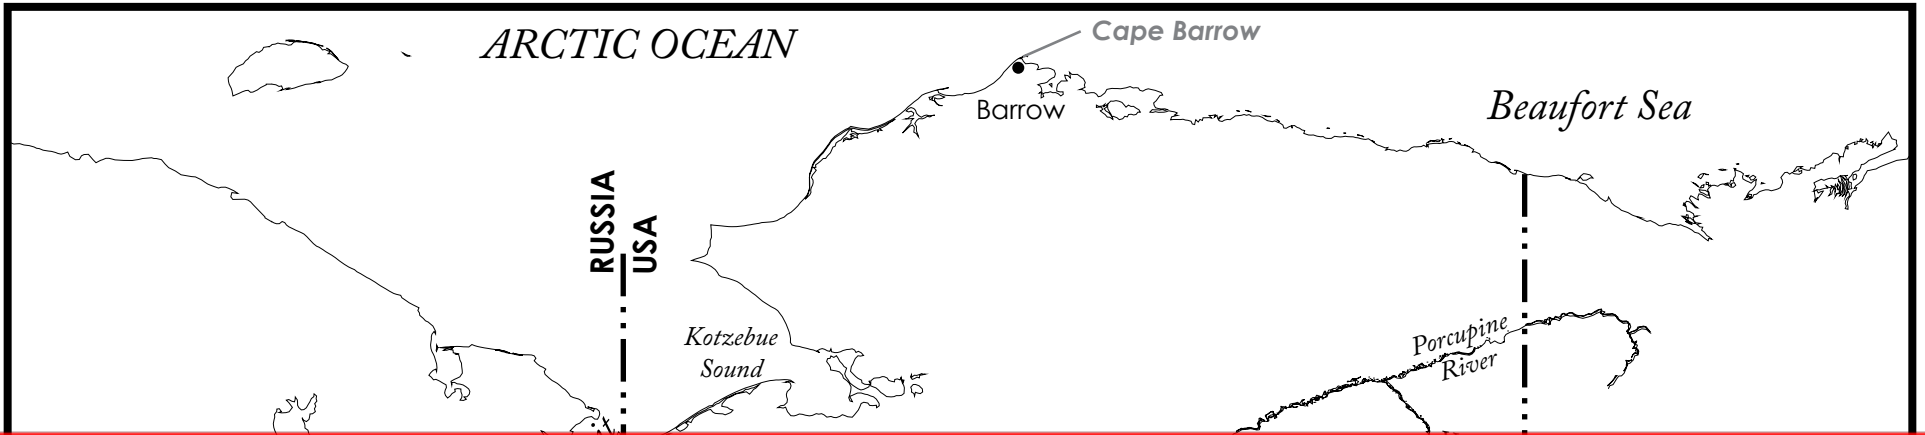 Cape Barrow
ARCTIC OCEAN
Barrow
Beaufort Sea
RUSSIA
USA
Kotzebue
Sound
Porcupine
River